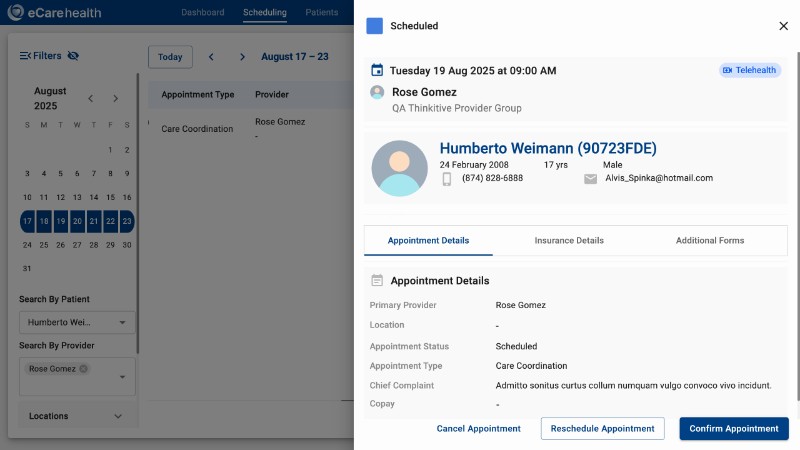 eCarehealth
Dashboard Scheduling Patients
Filters
Today
August 17 – 23
August
2025
S M T W T F S
1 2
3 4 5 6 7 8 9
10 11 12 13 14 15 16
17 18 19 20 21 22 23
24 25 26 27 28 29 30
31
Search By Patient
Humberto Wei...
Search By Provider
Rose Gomez
Locations
Appointment Type Provider
Care Coordination
Rose Gomez
-
Scheduled
Tuesday 19 Aug 2025 at 09:00 AM
Telehealth
Rose Gomez
QA Thinkitive Provider Group
Humberto Weimann (90723FDE)
24 February 2008 17 yrs Male
(874) 828-6888 Alvis_Spinka@hotmail.com
Appointment Details Insurance Details Additional Forms
Appointment Details
Primary Provider Rose Gomez
Location -
Appointment Status Scheduled
Appointment Type Care Coordination
Chief Complaint Admitto sonitus curtus collum numquam vulgo convoco vivo incidunt.
Copay -
Cancel Appointment Reschedule Appointment Confirm Appointment